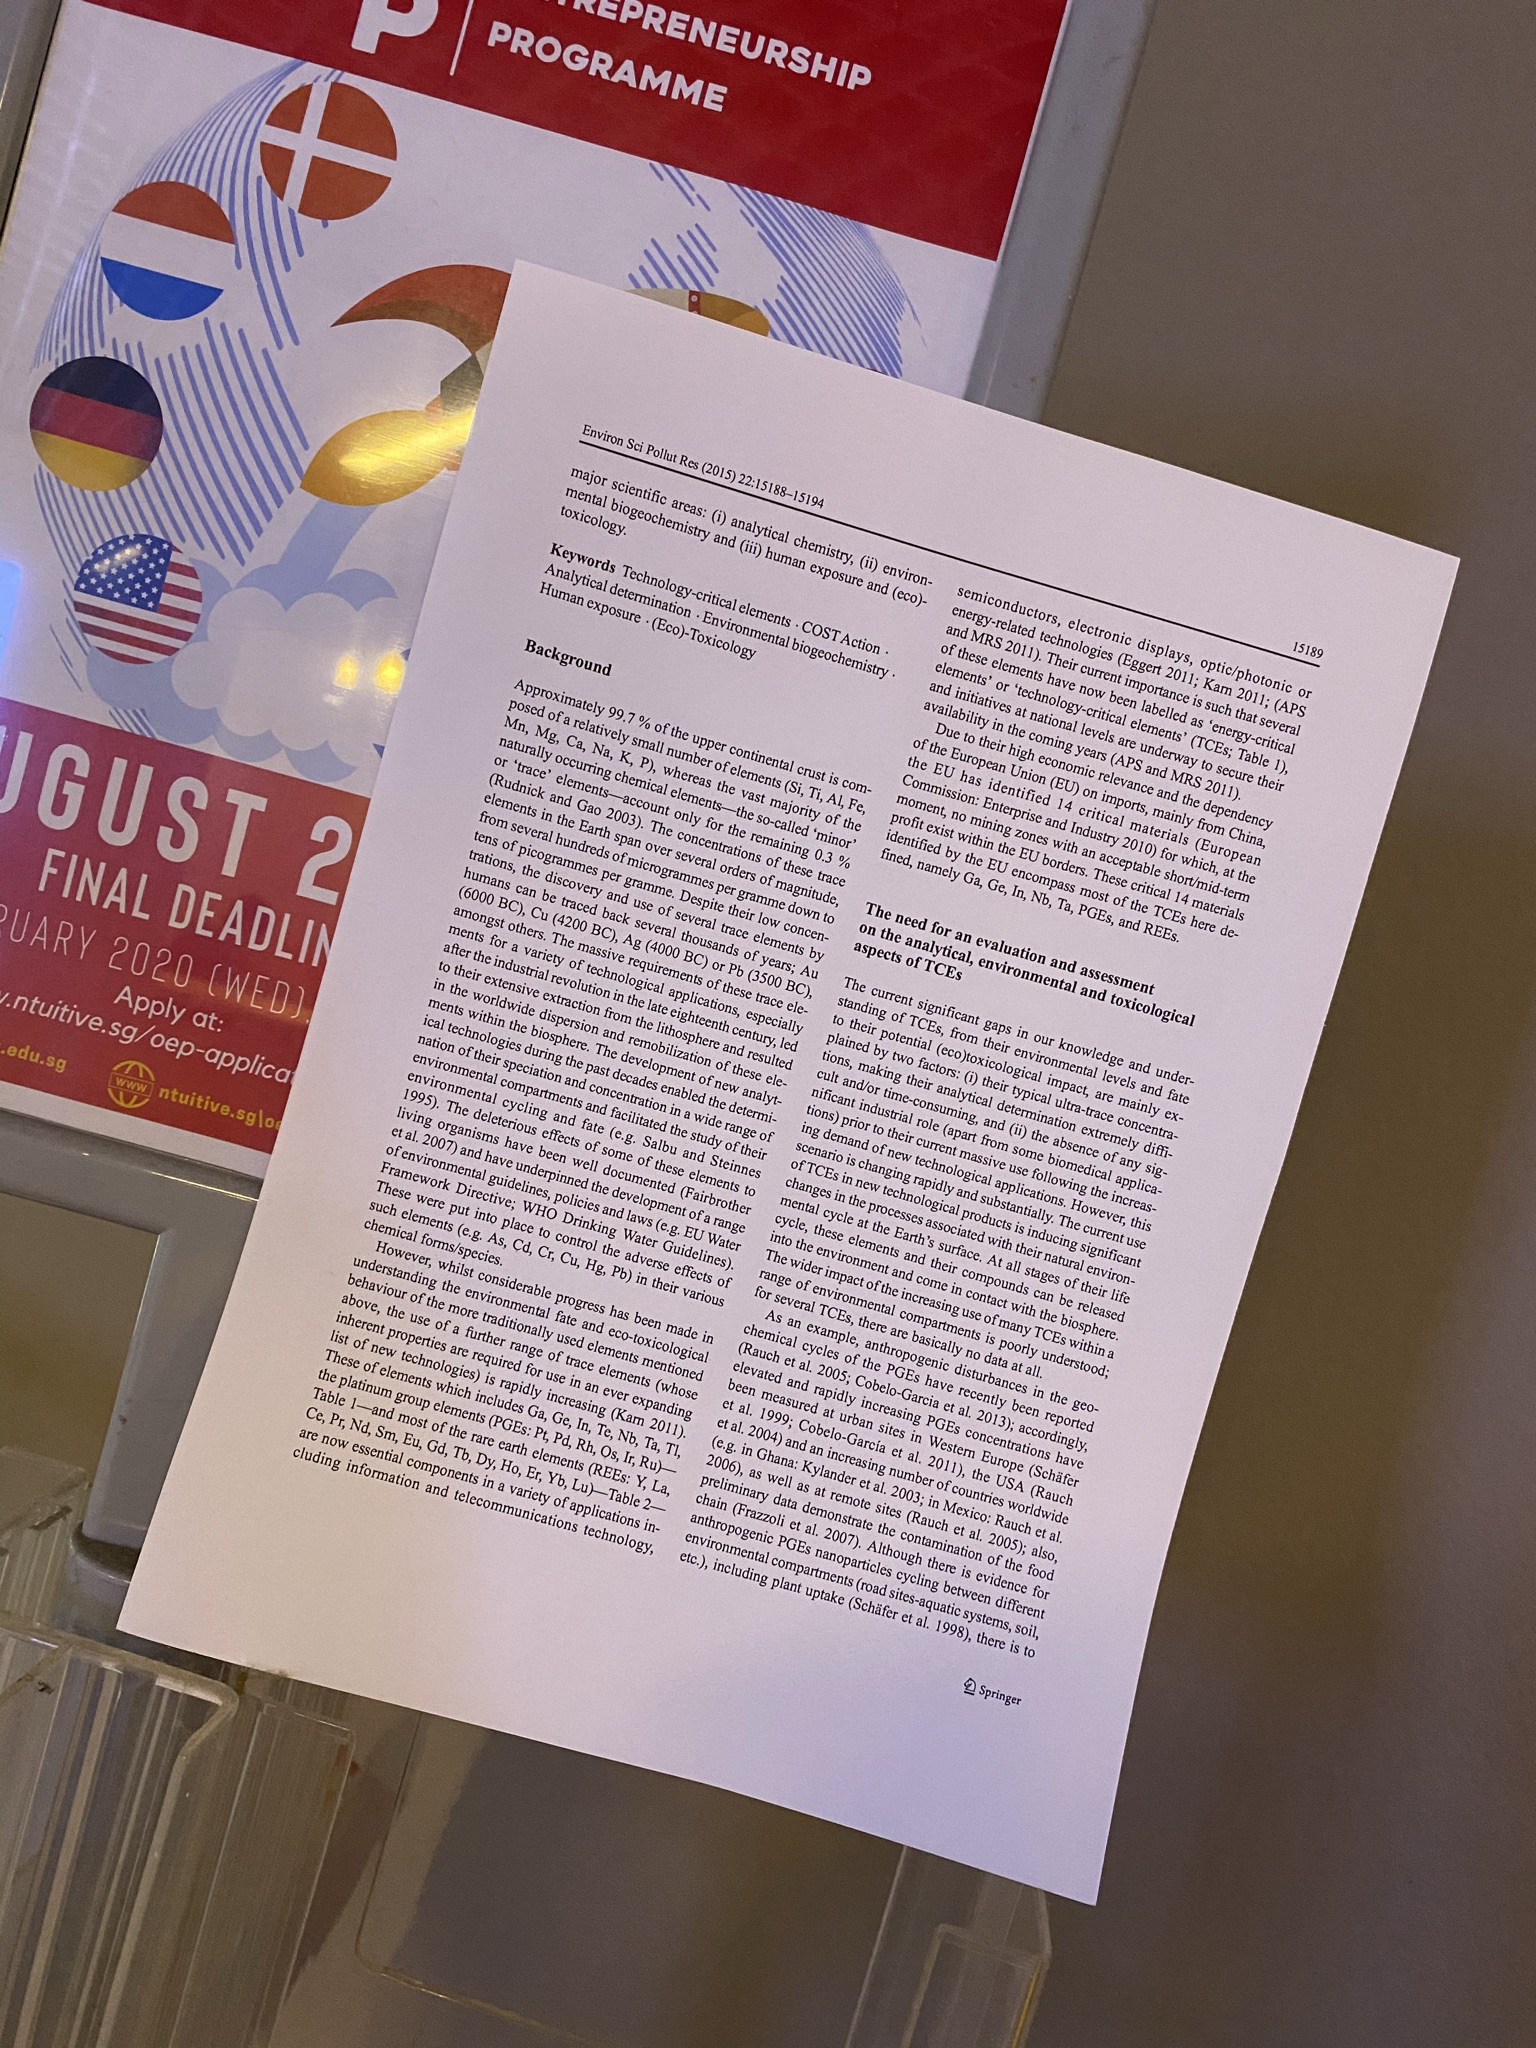 P
TREPRENEURSHIP
PROGRAMME
UGUST 2
FINAL DEADLIN
RUARY 2020 (WED),
Apply at:
.ntuitive.sg/oep-applicat
.edu.sg
www
ntuitive.sg\oe
Environ Sci Pollut Res (2015) 22:15188–15194
15189
major scientific areas: (i) analytical chemistry, (ii) environ-
mental biogeochemistry and (iii) human exposure and (eco)-
toxicology.
Keywords Technology-critical elements · COST Action ·
Analytical determination · Environmental biogeochemistry ·
Human exposure · (Eco)-Toxicology
Background
Approximately 99.7 % of the upper continental crust is com-
posed of a relatively small number of elements (Si, Ti, Al, Fe,
Mn, Mg, Ca, Na, K, P), whereas the vast majority of the
naturally occurring chemical elements—the so-called ‘minor’
or ‘trace’ elements—account only for the remaining 0.3 %
(Rudnick and Gao 2003). The concentrations of these trace
elements in the Earth span over several orders of magnitude,
from several hundreds of microgrammes per gramme down to
tens of picogrammes per gramme. Despite their low concen-
trations, the discovery and use of several trace elements by
humans can be traced back several thousands of years; Au
(6000 BC), Cu (4200 BC), Ag (4000 BC) or Pb (3500 BC),
amongst others. The massive requirements of these trace ele-
ments for a variety of technological applications, especially
after the industrial revolution in the late eighteenth century, led
to their extensive extraction from the lithosphere and resulted
in the worldwide dispersion and remobilization of these ele-
ments within the biosphere. The development of new analyt-
ical technologies during the past decades enabled the determi-
nation of their speciation and concentration in a wide range of
environmental compartments and facilitated the study of their
environmental cycling and fate (e.g. Salbu and Steinnes
1995). The deleterious effects of some of these elements to
living organisms have been well documented (Fairbrother
et al. 2007) and have underpinned the development of a range
of environmental guidelines, policies and laws (e.g. EU Water
Framework Directive; WHO Drinking Water Guidelines).
These were put into place to control the adverse effects of
such elements (e.g. As, Cd, Cr, Cu, Hg, Pb) in their various
chemical forms/species.
However, whilst considerable progress has been made in
understanding the environmental fate and eco-toxicological
behaviour of the more traditionally used elements mentioned
above, the use of a further range of trace elements (whose
inherent properties are required for use in an ever expanding
list of new technologies) is rapidly increasing (Karn 2011).
These of elements which includes Ga, Ge, In, Te, Nb, Ta, Tl,
the platinum group elements (PGEs: Pt, Pd, Rh, Os, Ir, Ru)—
Table 1—and most of the rare earth elements (REEs: Y, La,
Ce, Pr, Nd, Sm, Eu, Gd, Tb, Dy, Ho, Er, Yb, Lu)—Table 2—
are now essential components in a variety of applications in-
cluding information and telecommunications technology,
semiconductors, electronic displays, optic/photonic or
energy-related technologies (Eggert 2011; Karn 2011; (APS
and MRS 2011). Their current importance is such that several
of these elements have now been labelled as ‘energy-critical
elements’ or ‘technology-critical elements’ (TCEs; Table 1),
and initiatives at national levels are underway to secure their
availability in the coming years (APS and MRS 2011).
Due to their high economic relevance and the dependency
of the European Union (EU) on imports, mainly from China,
the EU has identified 14 critical materials (European
Commission: Enterprise and Industry 2010) for which, at the
moment, no mining zones with an acceptable short/mid-term
profit exist within the EU borders. These critical 14 materials
identified by the EU encompass most of the TCEs here de-
fined, namely Ga, Ge, In, Nb, Ta, PGEs, and REEs.
The need for an evaluation and assessment
on the analytical, environmental and toxicological
aspects of TCEs
The current significant gaps in our knowledge and under-
standing of TCEs, from their environmental levels and fate
to their potential (eco)toxicological impact, are mainly ex-
plained by two factors: (i) their typical ultra-trace concentra-
tions, making their analytical determination extremely diffi-
cult and/or time-consuming, and (ii) the absence of any sig-
nificant industrial role (apart from some biomedical applica-
tions) prior to their current massive use following the increas-
ing demand of new technological applications. However, this
scenario is changing rapidly and substantially. The current use
of TCEs in new technological products is inducing significant
changes in the processes associated with their natural environ-
mental cycle at the Earth’s surface. At all stages of their life
cycle, these elements and their compounds can be released
into the environment and come in contact with the biosphere.
The wider impact of the increasing use of many TCEs within a
range of environmental compartments is poorly understood;
for several TCEs, there are basically no data at all.
As an example, anthropogenic disturbances in the geo-
chemical cycles of the PGEs have recently been reported
(Rauch et al. 2005; Cobelo-Garcia et al. 2013); accordingly,
elevated and rapidly increasing PGEs concentrations have
been measured at urban sites in Western Europe (Schäfer
et al. 1999; Cobelo-García et al. 2011), the USA (Rauch
et al. 2004) and an increasing number of countries worldwide
(e.g. in Ghana: Kylander et al. 2003; in Mexico: Rauch et al.
2006), as well as at remote sites (Rauch et al. 2005); also,
preliminary data demonstrate the contamination of the food
chain (Frazzoli et al. 2007). Although there is evidence for
anthropogenic PGEs nanoparticles cycling between different
environmental compartments (road sites-aquatic systems, soil,
etc.), including plant uptake (Schäfer et al. 1998), there is to
Springer